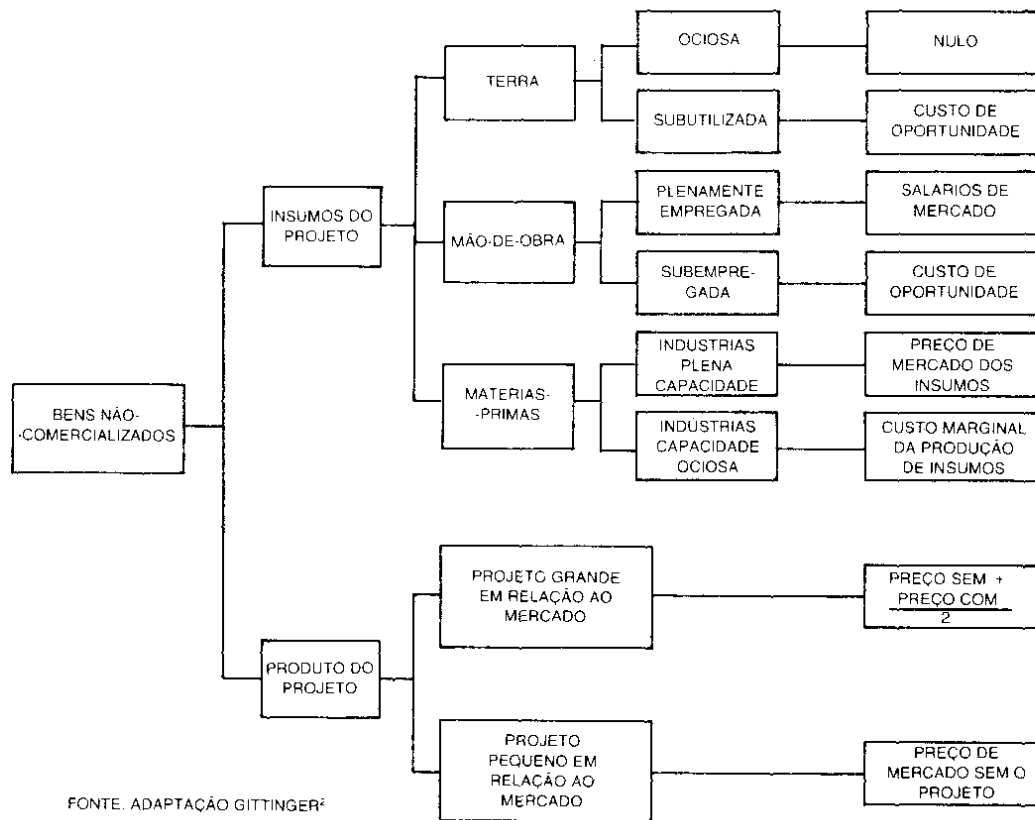 OCIOSA
NULO
TERRA
SUBUTILIZADA
CUSTO DE
OPORTUNIDADE
PLENAMENTE
EMPREGADA
SALARIOS DE
MERCADO
INSUMOS DO
PROJETO
MÃO-DE-OBRA
SUBEMPRE-
GADA
CUSTO DE
OPORTUNIDADE
INDUSTRIAS
PLENA
CAPACIDADE
PREÇO DE
MERCADO DOS
INSUMOS
MATERIAS-
-PRIMAS
BENS NÃO-
-COMERCIALIZADOS
INDÚSTRIAS
CAPACIDADE
OCIOSA
CUSTO MARGINAL
DA PRODUÇÃO
DE INSUMOS
PROJETO GRANDE
EM RELAÇÃO AO
MERCADO
PREÇO SEM +
PREÇO COM
2
PRODUTO DO
PROJETO
PROJETO
PEQUENO EM
RELAÇÃO AO
MERCADO
PREÇO DE
MERCADO SEM O
PROJETO
FONTE. ADAPTAÇÃO GITTINGER²